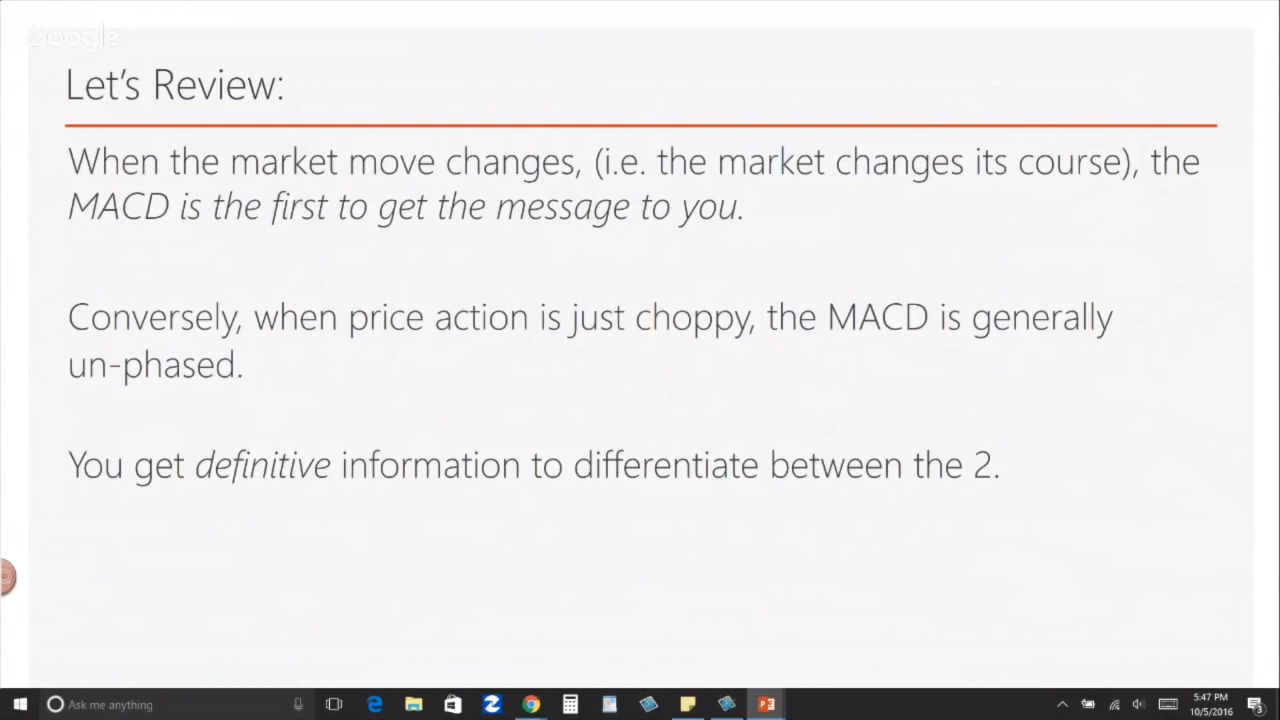 Google
Let's Review:
When the market move changes, (i.e. the market changes its course), the
MACD is the first to get the message to you.
Conversely, when price action is just choppy, the MACD is generally
un-phased.
You get definitive information to differentiate between the 2.
Ask me anything
5:47 PM
10/5/2016
3